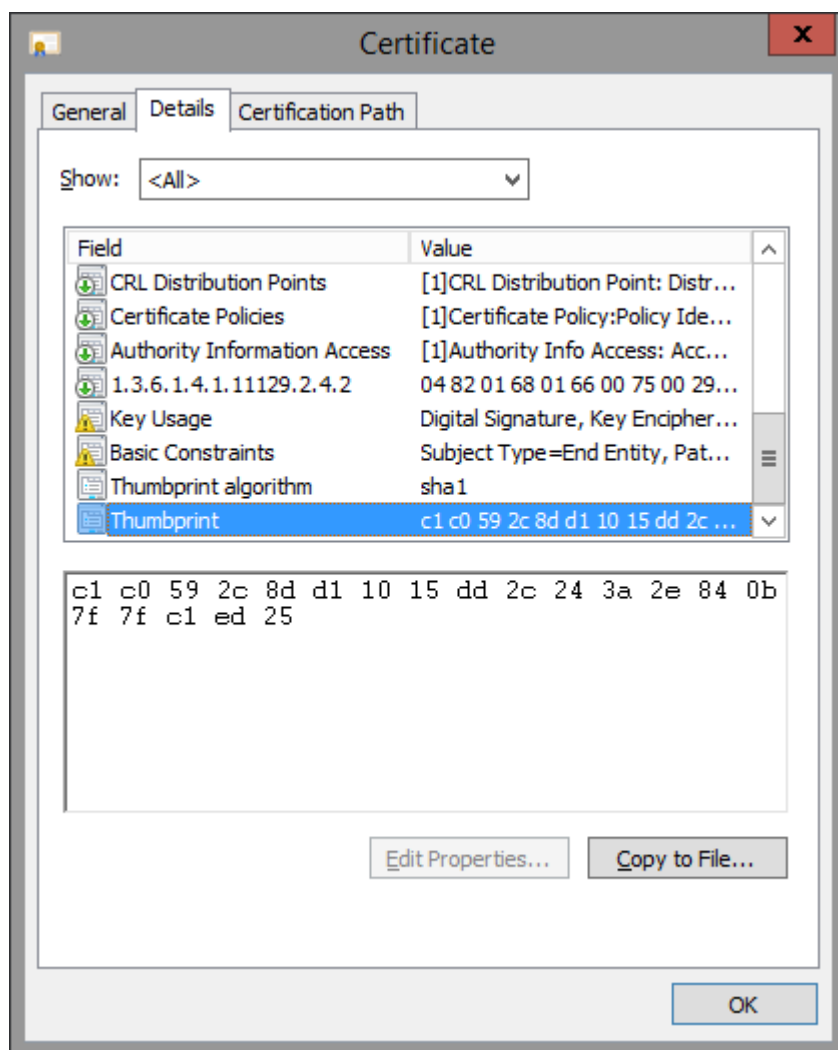 Certificate
x
General Details Certification Path
Show: <All>
Field Value
CRL Distribution Points [1]CRL Distribution Point: Distr...
Certificate Policies [1]Certificate Policy:Policy Ide...
Authority Information Access [1]Authority Info Access: Acc...
1.3.6.1.4.1.11129.2.4.2 04 82 01 68 01 66 00 75 00 29...
Key Usage Digital Signature, Key Encipher...
Basic Constraints Subject Type=End Entity, Pat...
Thumbprint algorithm sha1
Thumbprint c1 c0 59 2c 8d d1 10 15 dd 2c ...
c1 c0 59 2c 8d d1 10 15 dd 2c 24 3a 2e 84 0b
7f 7f c1 ed 25
Edit Properties... Copy to File...
OK